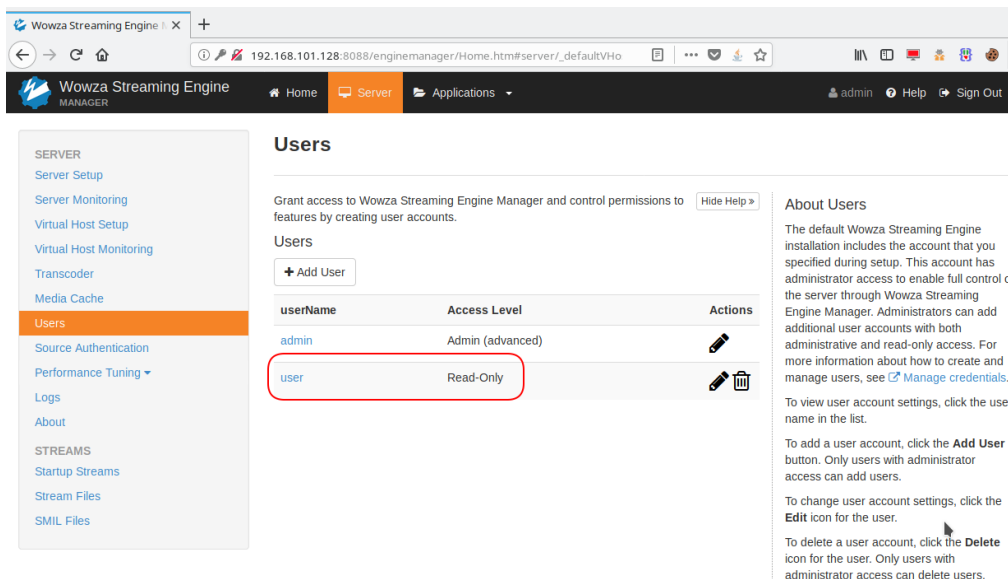 Wowza Streaming Engine
192.168.101.128:8088/enginemanager/Home.htm#server/_defaultVHo
Wowza Streaming Engine
MANAGER
Home
Server
Applications
admin
Help
Sign Out
SERVER
Server Setup
Server Monitoring
Virtual Host Setup
Virtual Host Monitoring
Transcoder
Media Cache
Users
Source Authentication
Performance Tuning
Logs
About
STREAMS
Startup Streams
Stream Files
SMIL Files
Users
Grant access to Wowza Streaming Engine Manager and control permissions to
features by creating user accounts.
Hide Help »
Users
+ Add User
userName Access Level Actions
admin Admin (advanced)
user Read-Only
About Users
The default Wowza Streaming Engine
installation includes the account that you
specified during setup. This account has
administrator access to enable full control o
the server through Wowza Streaming
Engine Manager. Administrators can add
additional user accounts with both
administrative and read-only access. For
more information about how to create and
manage users, see Manage credentials.
To view user account settings, click the use
name in the list.
To add a user account, click the Add User
button. Only users with administrator
access can add users.
To change user account settings, click the
Edit icon for the user.
To delete a user account, click the Delete
icon for the user. Only users with
administrator access can delete users.